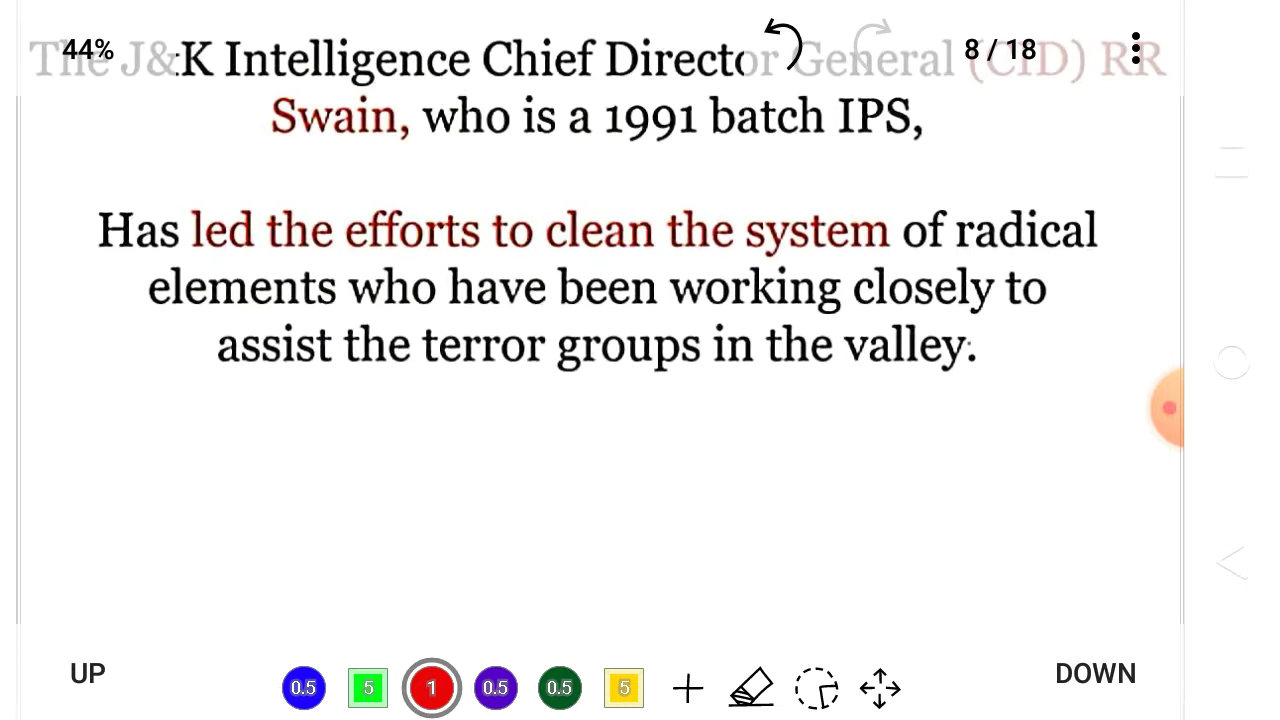 44%
8 / 18
The J&K Intelligence Chief Director General (CID) RR
Swain, who is a 1991 batch IPS,
Has led the efforts to clean the system of radical
elements who have been working closely to
assist the terror groups in the valley.
UP
DOWN
0.5
5
1
0.5
0.5
5